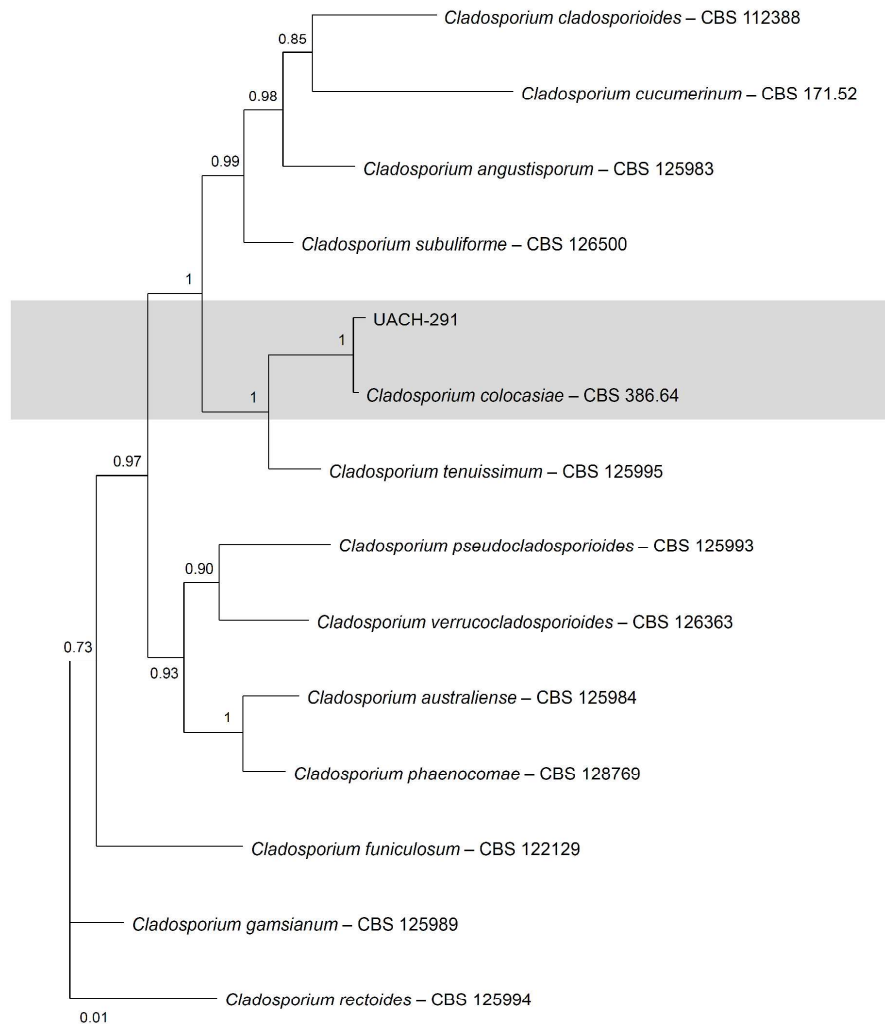 Cladosporium cladosporioides – CBS 112388
0.85
Cladosporium cucumerinum – CBS 171.52
0.98
0.99
Cladosporium angustisporum – CBS 125983
Cladosporium subuliforme – CBS 126500
1
UACH-291
1
Cladosporium colocasiae – CBS 386.64
1
0.97
Cladosporium tenuissimum – CBS 125995
Cladosporium pseudocladosporioides – CBS 125993
0.90
Cladosporium verrucocladosporioides – CBS 126363
0.73
0.93
Cladosporium australiense – CBS 125984
1
Cladosporium phaenocomae – CBS 128769
Cladosporium funiculosum – CBS 122129
Cladosporium gamsianum – CBS 125989
Cladosporium rectoides – CBS 125994
0.01